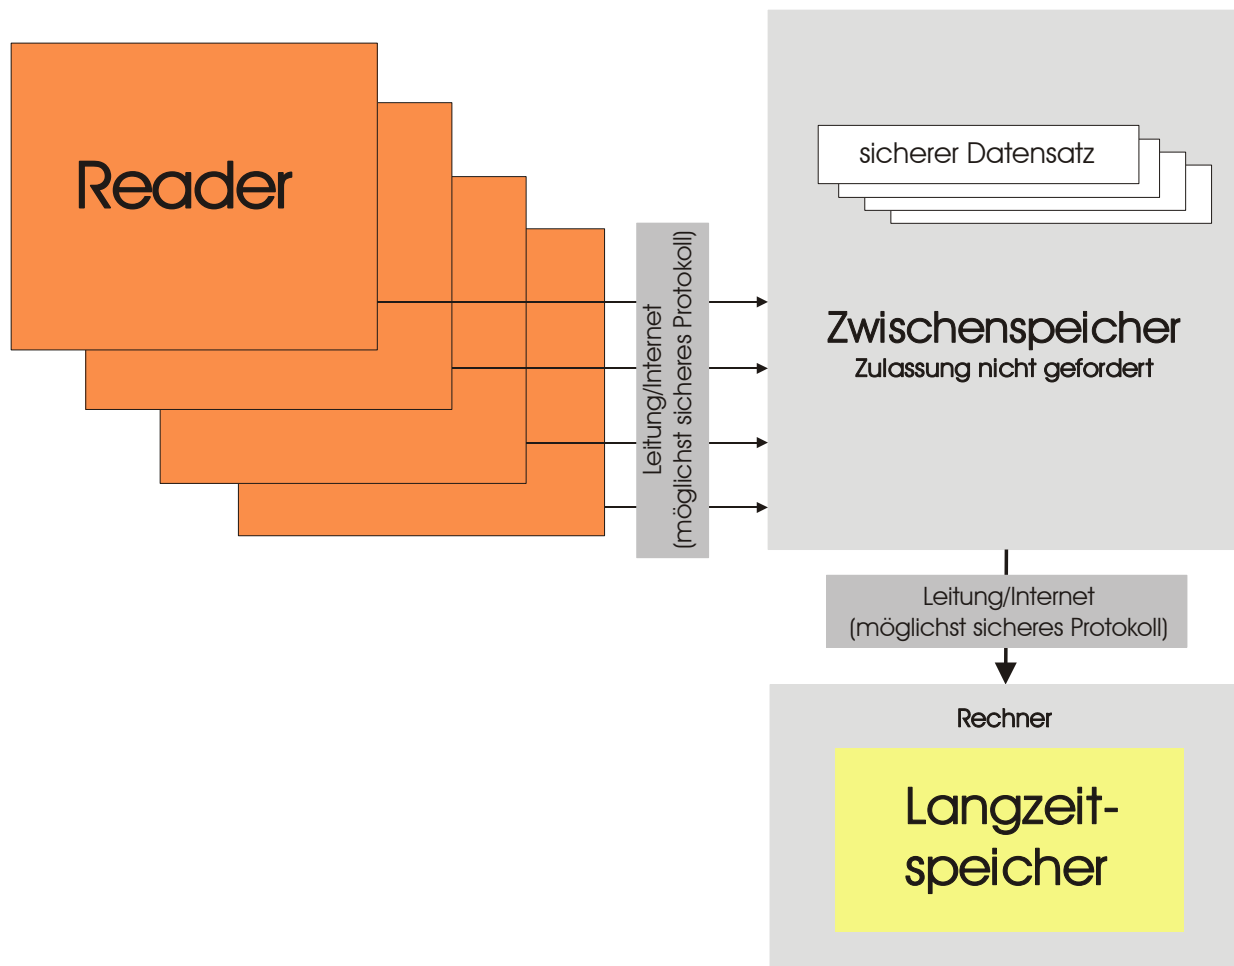 Reader
Leitung/Internet
(möglichst sicheres Protokoll)
sicherer Datensatz
Zwischenspeicher
Zulassung nicht gefordert
Leitung/Internet
(möglichst sicheres Protokoll)
Rechner
Langzeit-
speicher